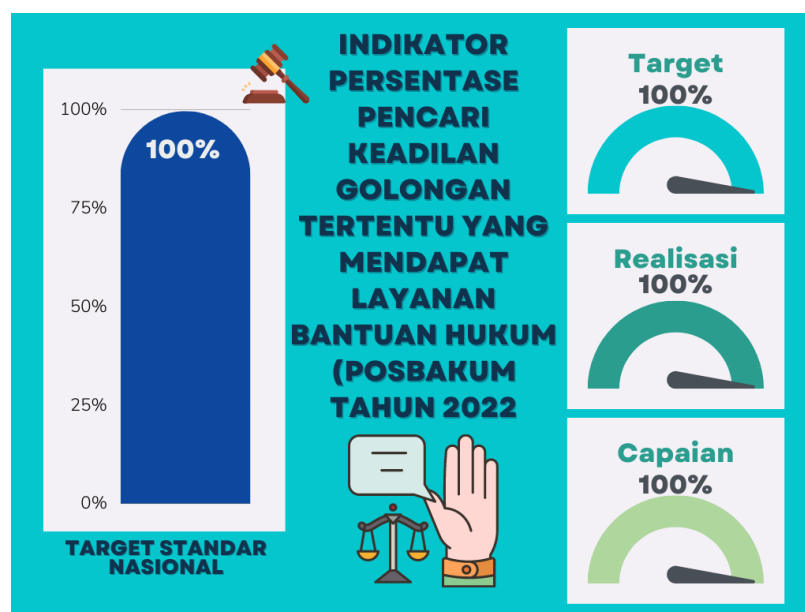 100%
75%
50%
25%
0%
100%
TARGET STANDAR
NASIONAL
INDIKATOR
PERSENTASE
PENCARI
KEADILAN
GOLONGAN
TERTENTU YANG
MENDAPAT
LAYANAN
BANTUAN HUKUM
(POSBAKUM
TAHUN 2022
Target
100%
Realisasi
100%
Capaian
100%